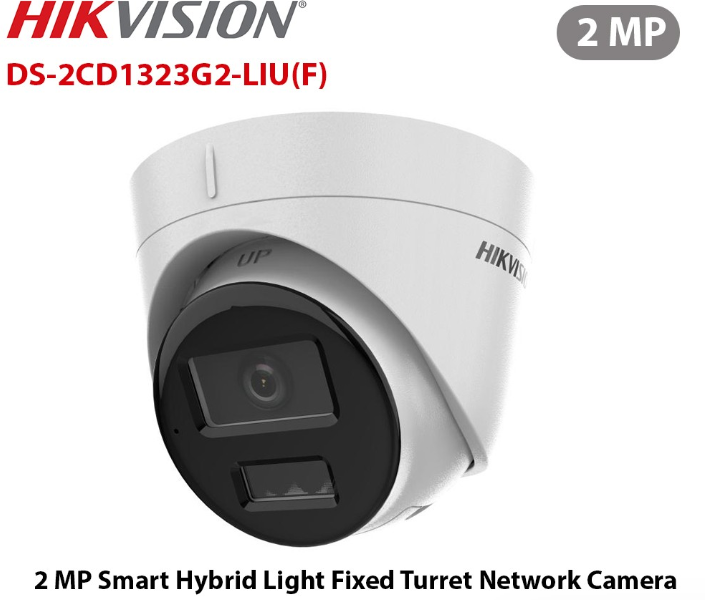 HIKVISION®
2 MP
DS-2CD1323G2-LIU(F)
UP
HIKVISION
2 MP Smart Hybrid Light Fixed Turret Network Camera